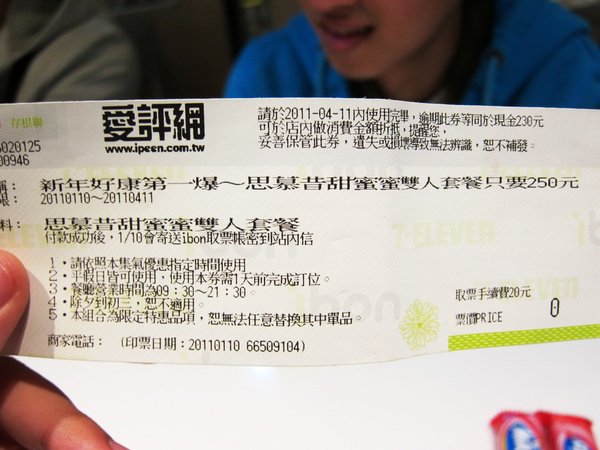 存根聯
愛評網
www.ipeen.com.tw
請於2011-04-11內使用完畢，逾期此券等同於現金230元
可於店內做消費金額折抵，提醒您，
妥善保管此券，遺失或損壞導致無法辨識，恕不補發。
6020125
00946
稱：新年好康第一爆～思慕昔甜蜜蜜雙人套餐只要250元
限：20110110～20110411
料：思慕昔甜蜜蜜雙人套餐
付款成功後，1/10會寄送ibon取票帳密到站內信
7-ELEVEN
ibon
1．請依照本集氣優惠指定時間使用
2．平假日皆可使用，使用本券需1天前完成訂位。
3．餐廳營業時間為09：30～21：30。
4．除夕到初三，恕不適用。
5．本組合為限定特惠品項，恕無法任意替換其中單品。
取票手續費20元
票價PRICE 0
商家電話： (印票日期：20110110 66509104)